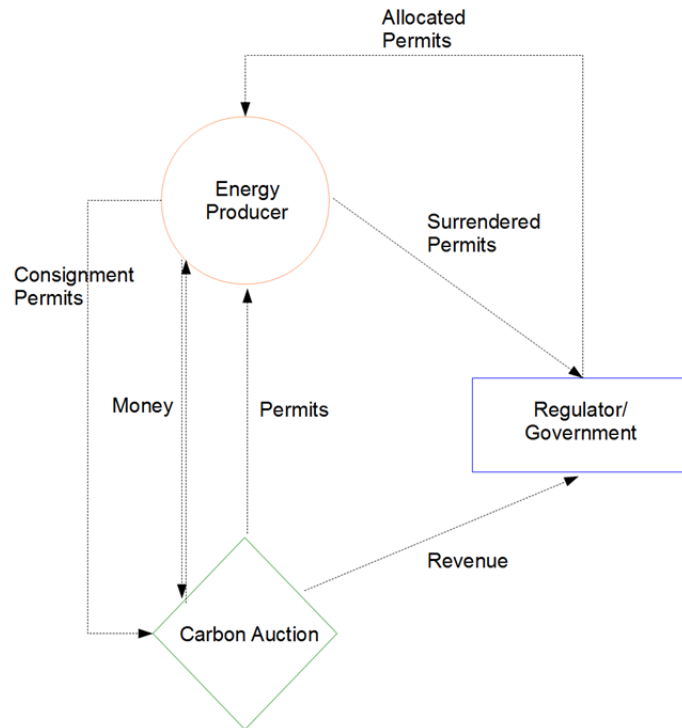 Allocated
Permits
Energy
Producer
Surrendered
Permits
Consignment
Permits
Money
Permits
Regulator/
Government
Revenue
Carbon Auction